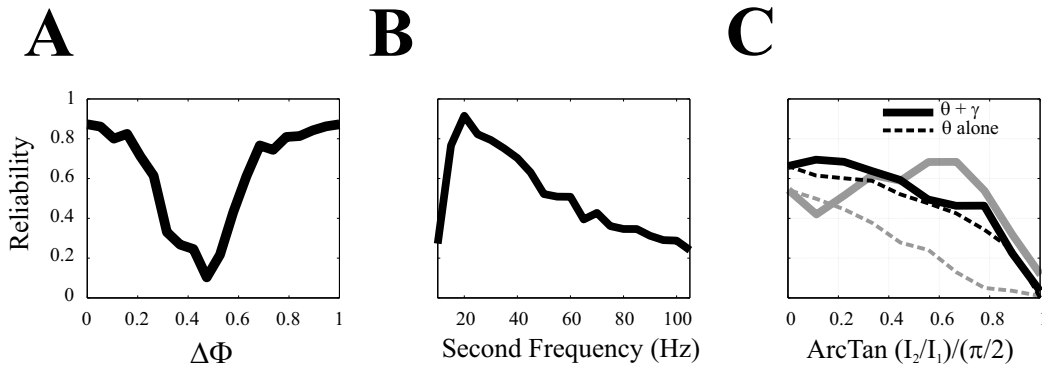 A
B
C
Reliability
1
0.8
0.6
0.4
0.2
0
0 0.2 0.4 0.6 0.8 1
ΔΦ
20 40 60 80 100
Second Frequency (Hz)
θ + γ
θ alone
0 0.2 0.4 0.6 0.8 1
ArcTan (I₂/I₁)/(π/2)